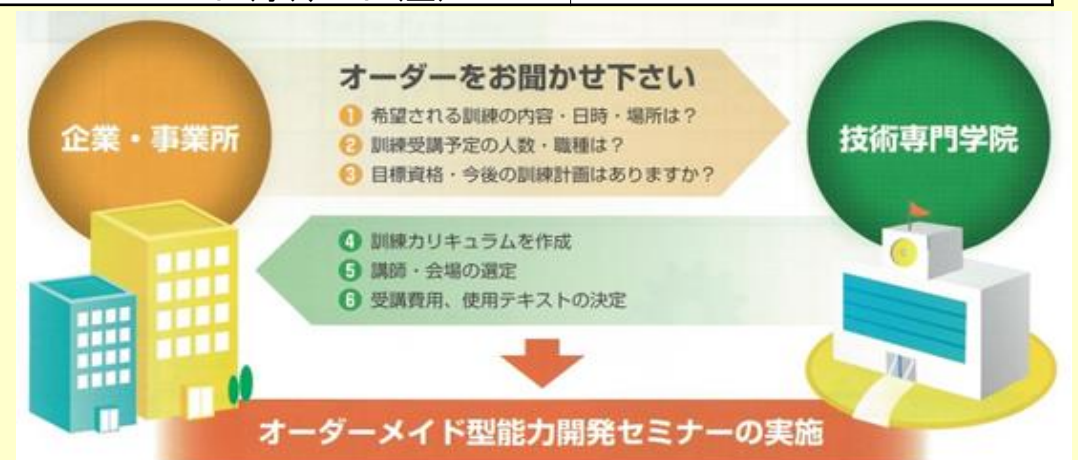 企業・事業所
オーダーをお聞かせ下さい
1 希望される訓練の内容・日時・場所は？
2 訓練受講予定の人数・職種は？
3 目標資格・今後の訓練計画はありますか？
技術専門学院
4 訓練カリキュラムを作成
5 講師・会場の選定
6 受講費用、使用テキストの決定
オーダーメイド型能力開発セミナーの実施